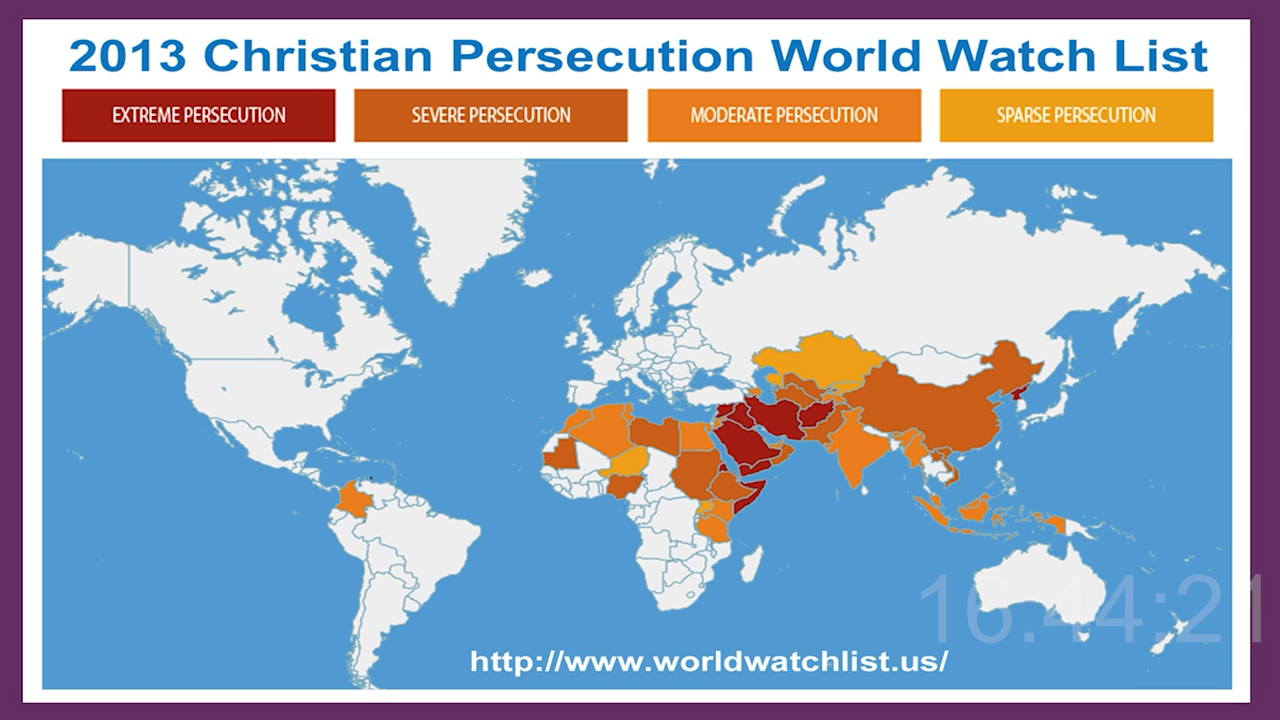 2013 Christian Persecution World Watch List
EXTREME PERSECUTION
SEVERE PERSECUTION
MODERATE PERSECUTION
SPARSE PERSECUTION
16:44:21
http://www.worldwatchlist.us/